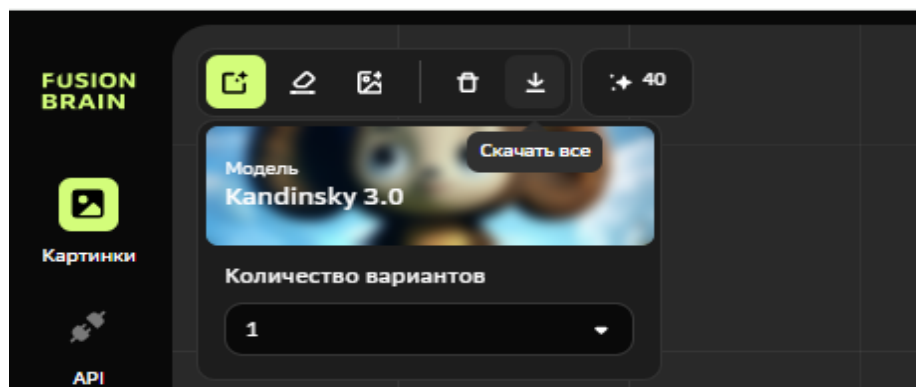 FUSION
BRAIN
40
Скачать все
Модель
Kandinsky 3.0
Картинки
Количество вариантов
1
API